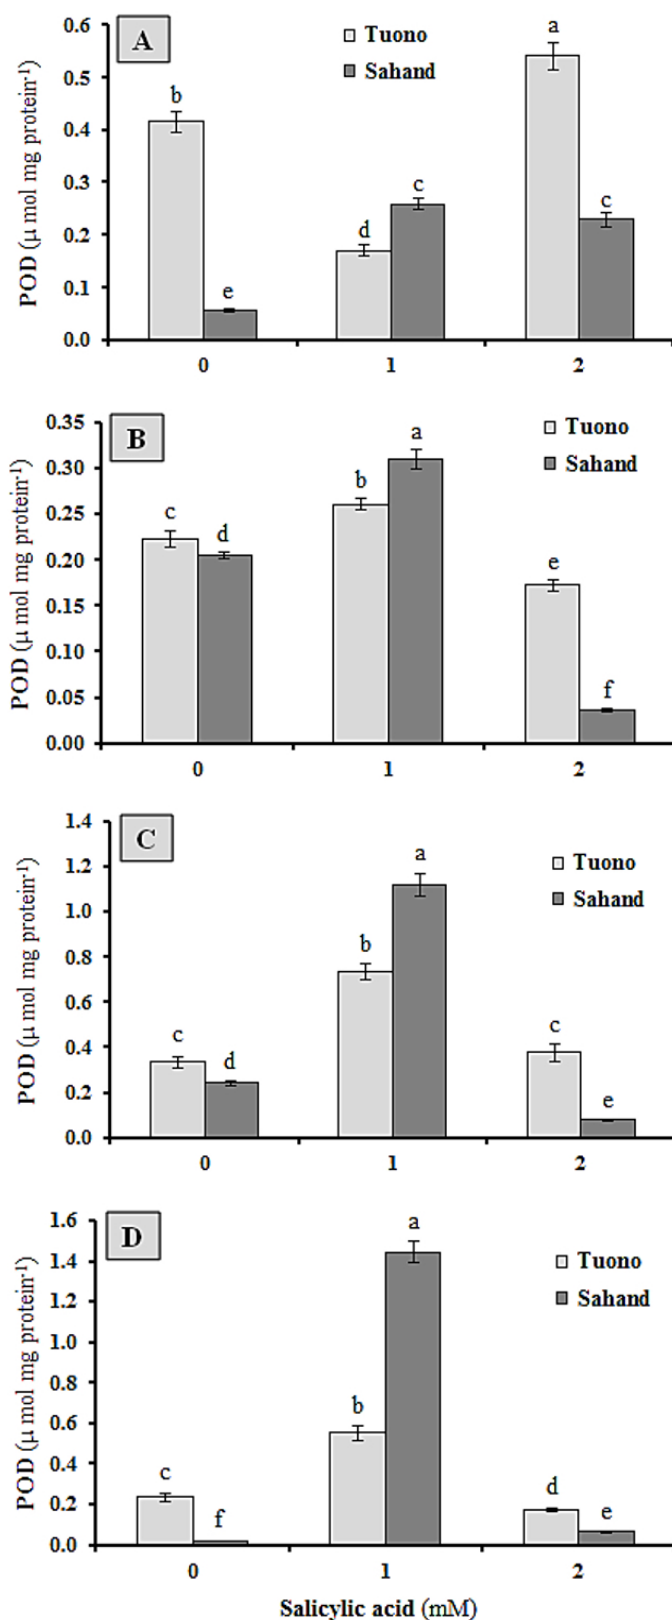 A
Tuono
Sahand
POD (μ mol mg protein-1)
0.6
0.5
0.4
0.3
0.2
0.1
0.0
b
e
d
c
a
c
0
1
2
B
Tuono
Sahand
POD (μ mol mg protein-1)
0.35
0.30
0.25
0.20
0.15
0.10
0.05
0.00
c
d
b
a
e
f
0
1
2
C
Tuono
Sahand
POD (μ mol mg protein-1)
1.4
1.2
1.0
0.8
0.6
0.4
0.2
0.0
c
d
b
a
c
e
0
1
2
D
Tuono
Sahand
POD (μ mol mg protein-1)
1.6
1.4
1.2
1.0
0.8
0.6
0.4
0.2
0.0
c
f
b
a
d
e
0
1
2
Salicylic acid (mM)